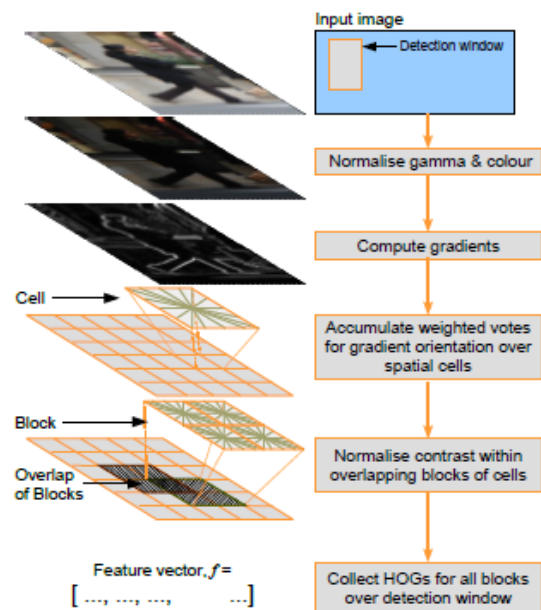 Input image
Detection window
Normalise gamma & colour
Compute gradients
Cell
Accumulate weighted votes
for gradient orientation over
spatial cells
Block
Normalise contrast within
overlapping blocks of cells
Overlap
of Blocks
Feature vector, f =
[ ..., ..., ..., ...]
Collect HOGs for all blocks
over detection window